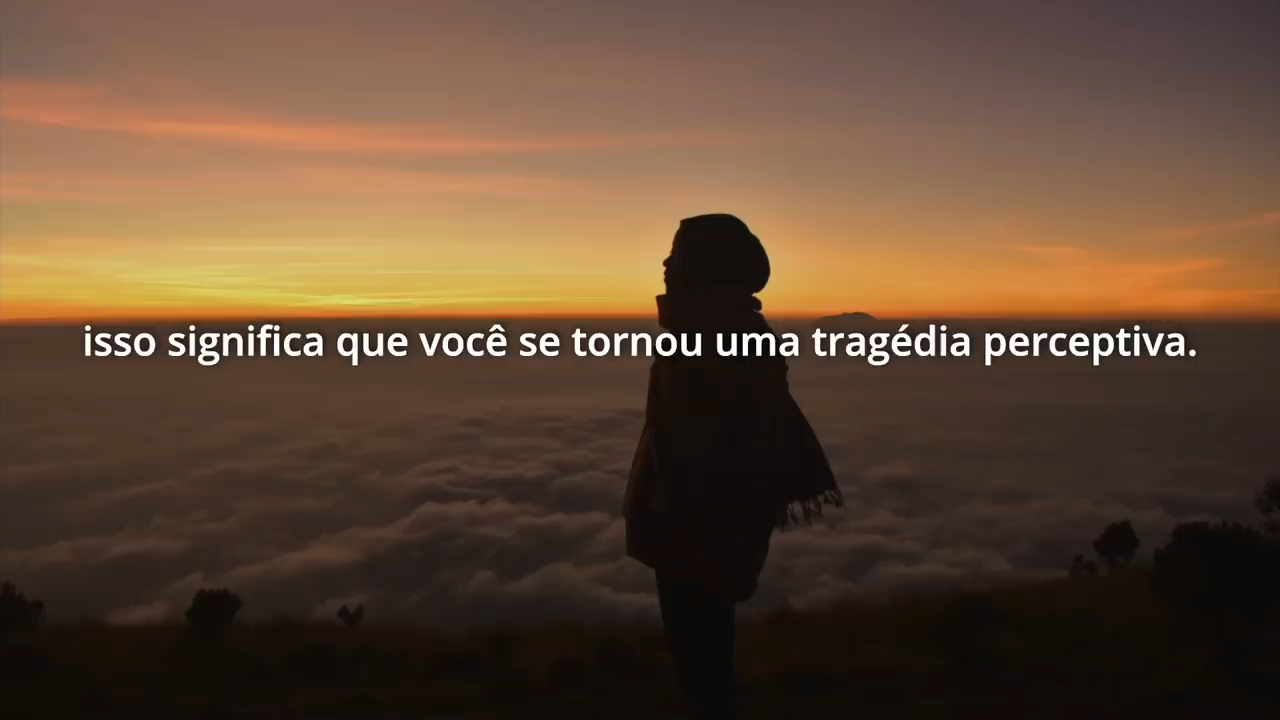 isso significa que você se tornou uma tragédia perceptiva.